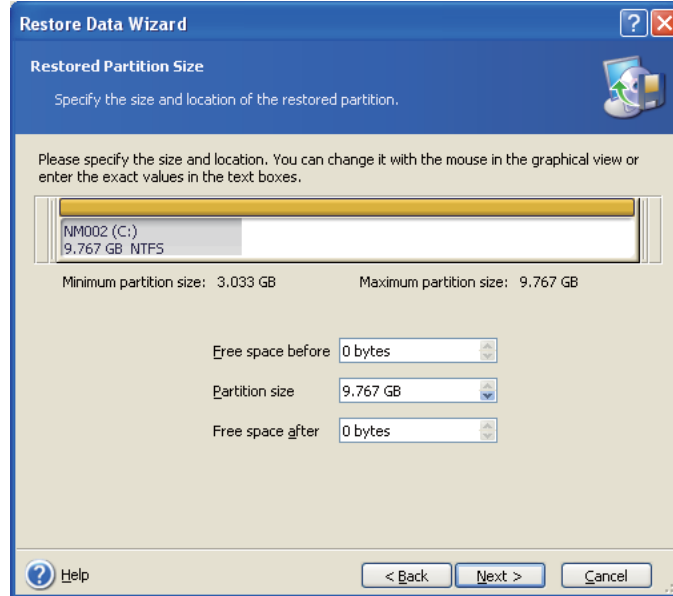 Restore Data Wizard
Restored Partition Size
Specify the size and location of the restored partition.
Please specify the size and location. You can change it with the mouse in the graphical view or
enter the exact values in the text boxes.
NM002 (C:)
9.767 GB NTFS
Minimum partition size: 3.033 GB Maximum partition size: 9.767 GB
Free space before 0 bytes
Partition size 9.767 GB
Free space after 0 bytes
Help < Back Next > Cancel